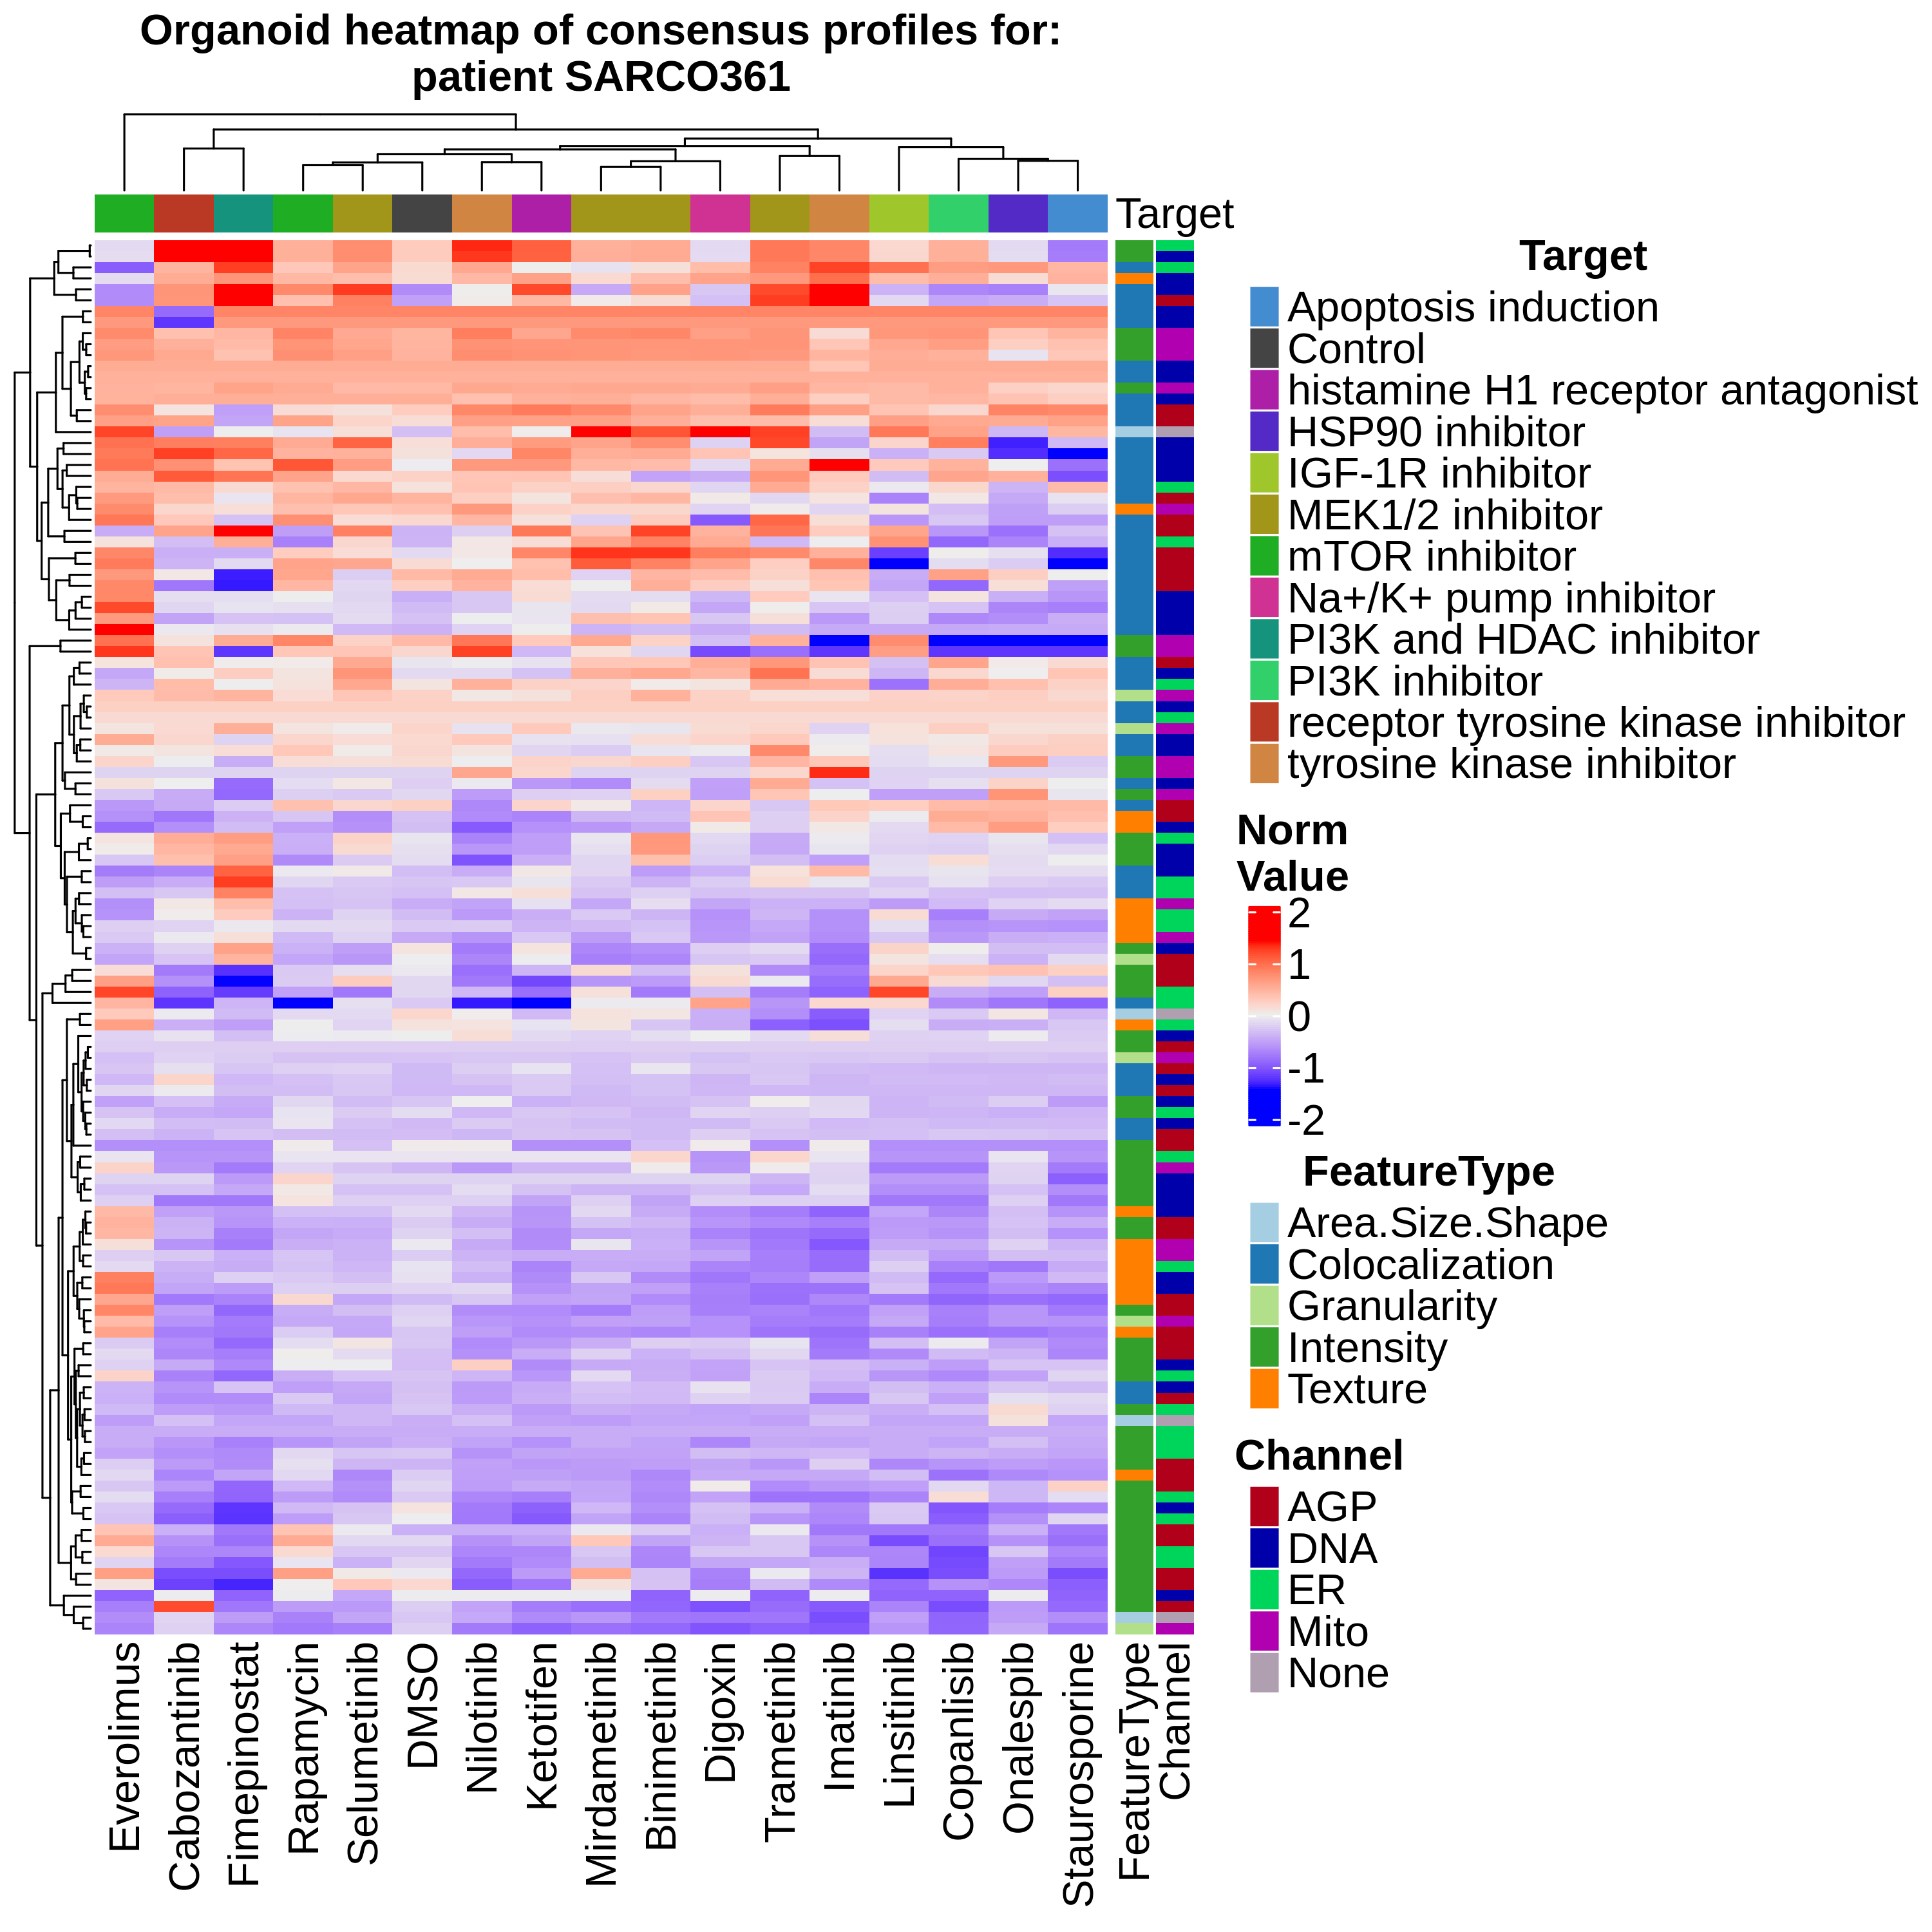 Organoid heatmap of consensus profiles for:
patient SARCO361
Target
Target
Apoptosis induction
Control
histamine H1 receptor antagonist
HSP90 inhibitor
IGF-1R inhibitor
MEK1/2 inhibitor
mTOR inhibitor
Na+/K+ pump inhibitor
PI3K and HDAC inhibitor
PI3K inhibitor
receptor tyrosine kinase inhibitor
tyrosine kinase inhibitor
Norm
Value
2
1
0
-1
-2
FeatureType
Area.Size.Shape
Colocalization
Granularity
Intensity
Texture
Channel
AGP
DNA
ER
Mito
None
Everolimus
Cabozantinib
Fimepinostat
Rapamycin
Selumetinib
DMSO
Nilotinib
Ketotifen
Mirdametinib
Binimetinib
Digoxin
Trametinib
Imatinib
Linsitinib
Copanlisib
Onalespib
Staurosporine
FeatureType
Channel